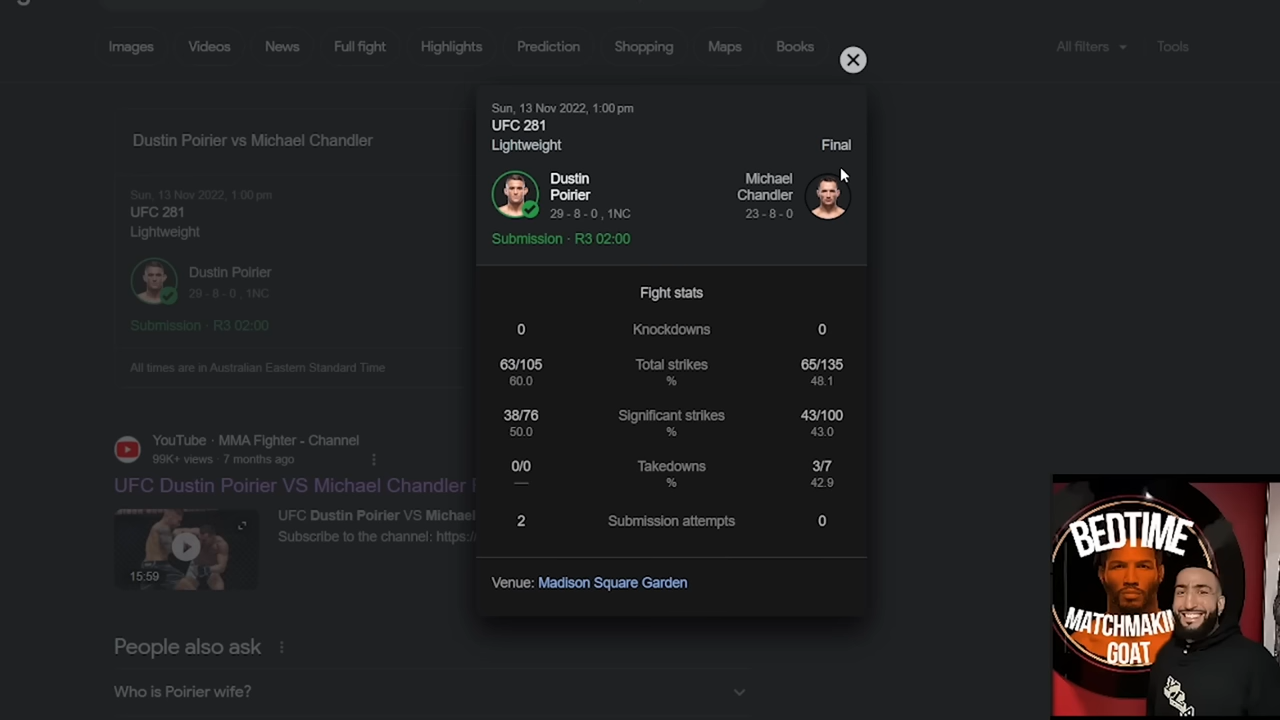 Images
Videos
News
Full fight
Highlights
Prediction
Shopping
Maps
Books
All filters
Tools
Dustin Poirier vs Michael Chandler
Sun, 13 Nov 2022, 1:00 pm
UFC 281
Lightweight
Dustin Poirier
29 - 8 - 0 , 1NC
Submission · R3 02:00
All times are in Australian Eastern Standard Time
YouTube · MMA Fighter - Channel
99K+ views · 7 months ago
UFC Dustin Poirier VS Michael Chandler
UFC Dustin Poirier VS Michael
Subscribe to the channel: https:/
15:59
People also ask
Who is Poirier wife?
Sun, 13 Nov 2022, 1:00 pm
UFC 281
Lightweight Final
Dustin
Poirier
29 - 8 - 0 , 1NC
Michael
Chandler
23 - 8 - 0
Submission · R3 02:00
Fight stats
0 Knockdowns 0
63/105 Total strikes 65/135
60.0 % 48.1
38/76 Significant strikes 43/100
50.0 % 43.0
0/0 Takedowns 3/7
— % 42.9
2 Submission attempts 0
Venue: Madison Square Garden
BEDTIME
MATCHMAKIN
GOAT